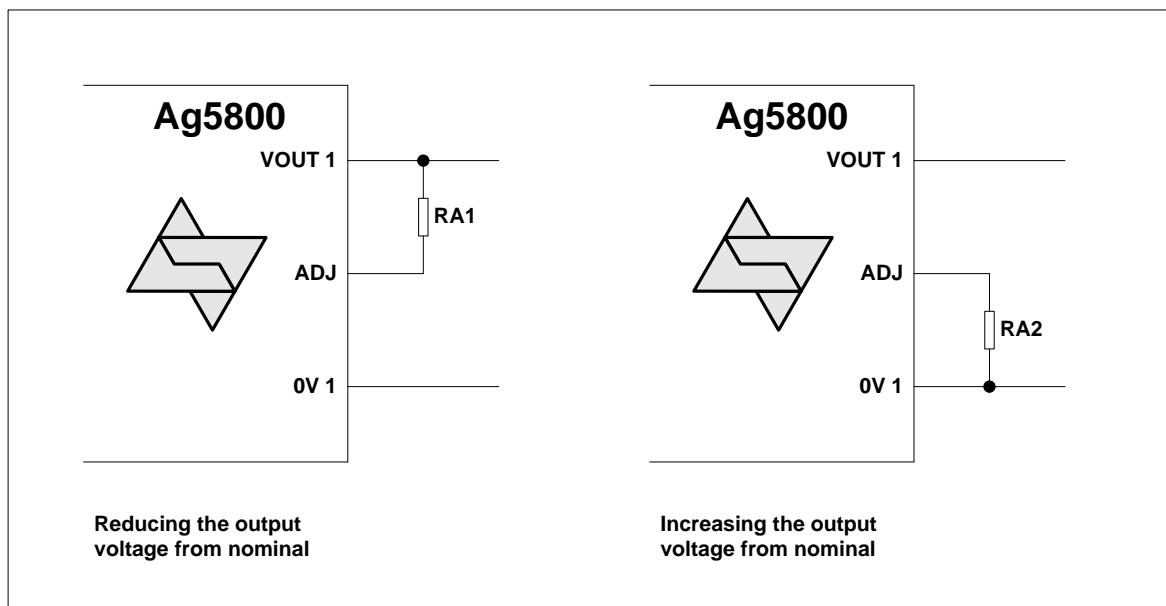 Ag5800
VOUT 1
RA1
ADJ
0V 1
Reducing the output
voltage from nominal
Ag5800
VOUT 1
ADJ
RA2
0V 1
Increasing the output
voltage from nominal